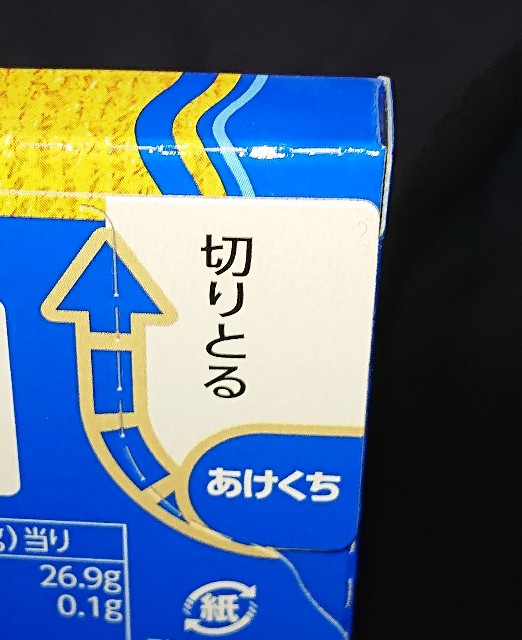 切りとる
あけくち
g)当り
26.9g
0.1g
紙